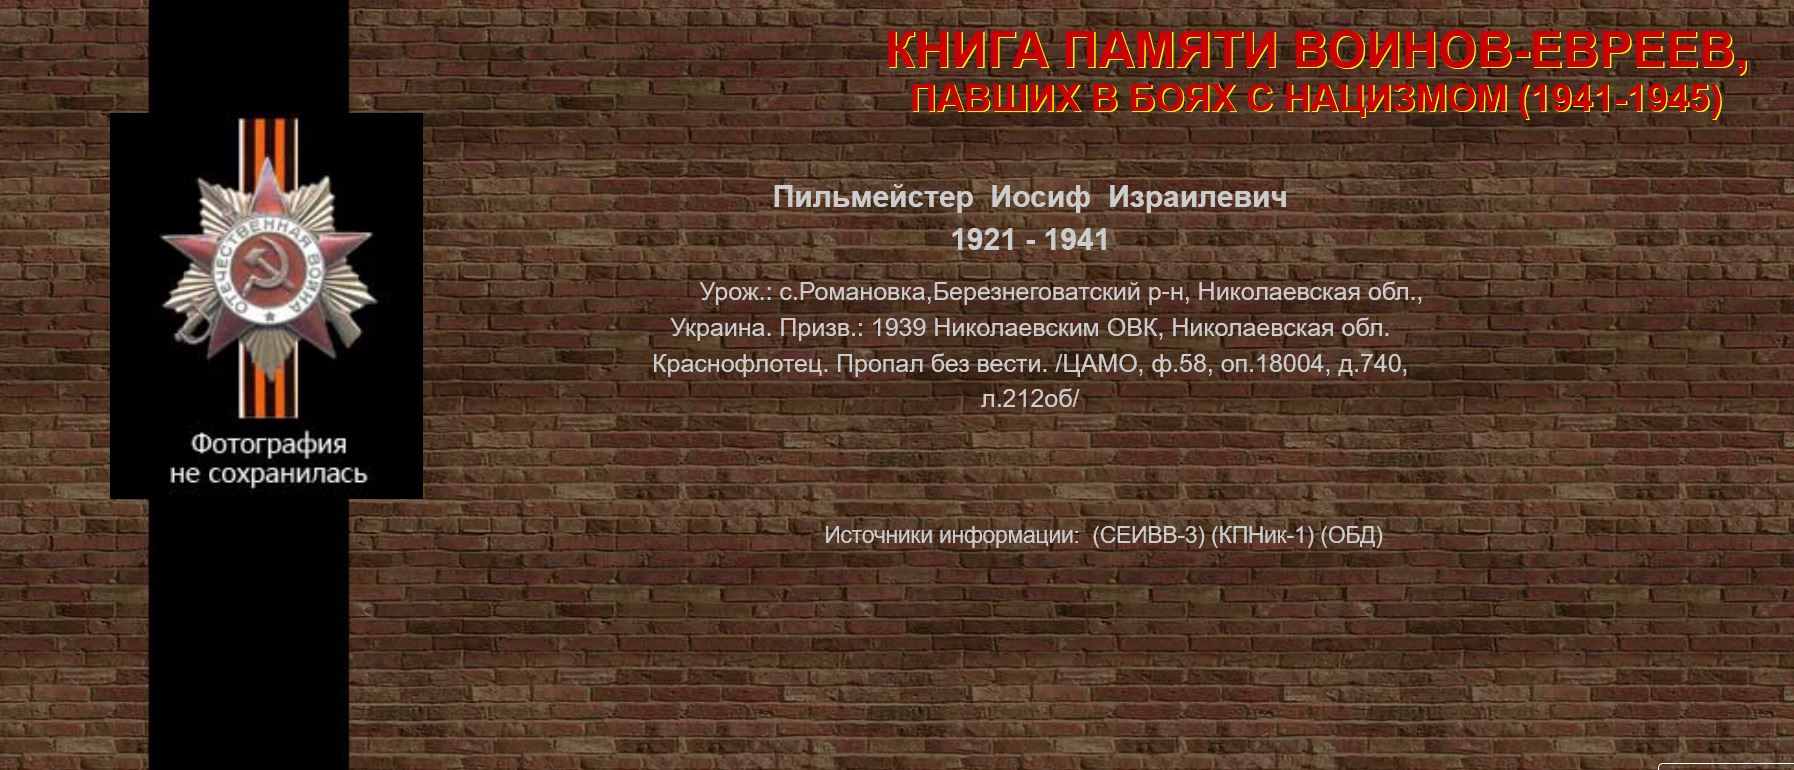 КНИГА ПАМЯТИ ВОИНОВ-ЕВРЕЕВ,
ПАВШИХ В БОЯХ С НАЦИЗМОМ (1941-1945)
ОТЕЧЕСТВЕННАЯ ВОЙНА
Фотография
не сохранилась
Пильмейстер Иосиф Израилевич
1921 - 1941
Урож.: с.Романовка,Березнеговатский р-н, Николаевская обл.,
Украина. Призв.: 1939 Николаевским ОВК, Николаевская обл.
Краснофлотец. Пропал без вести. /ЦАМО, ф.58, оп.18004, д.740,
л.212об/
Источники информации: (СЕИВВ-3) (КПНик-1) (ОБД)